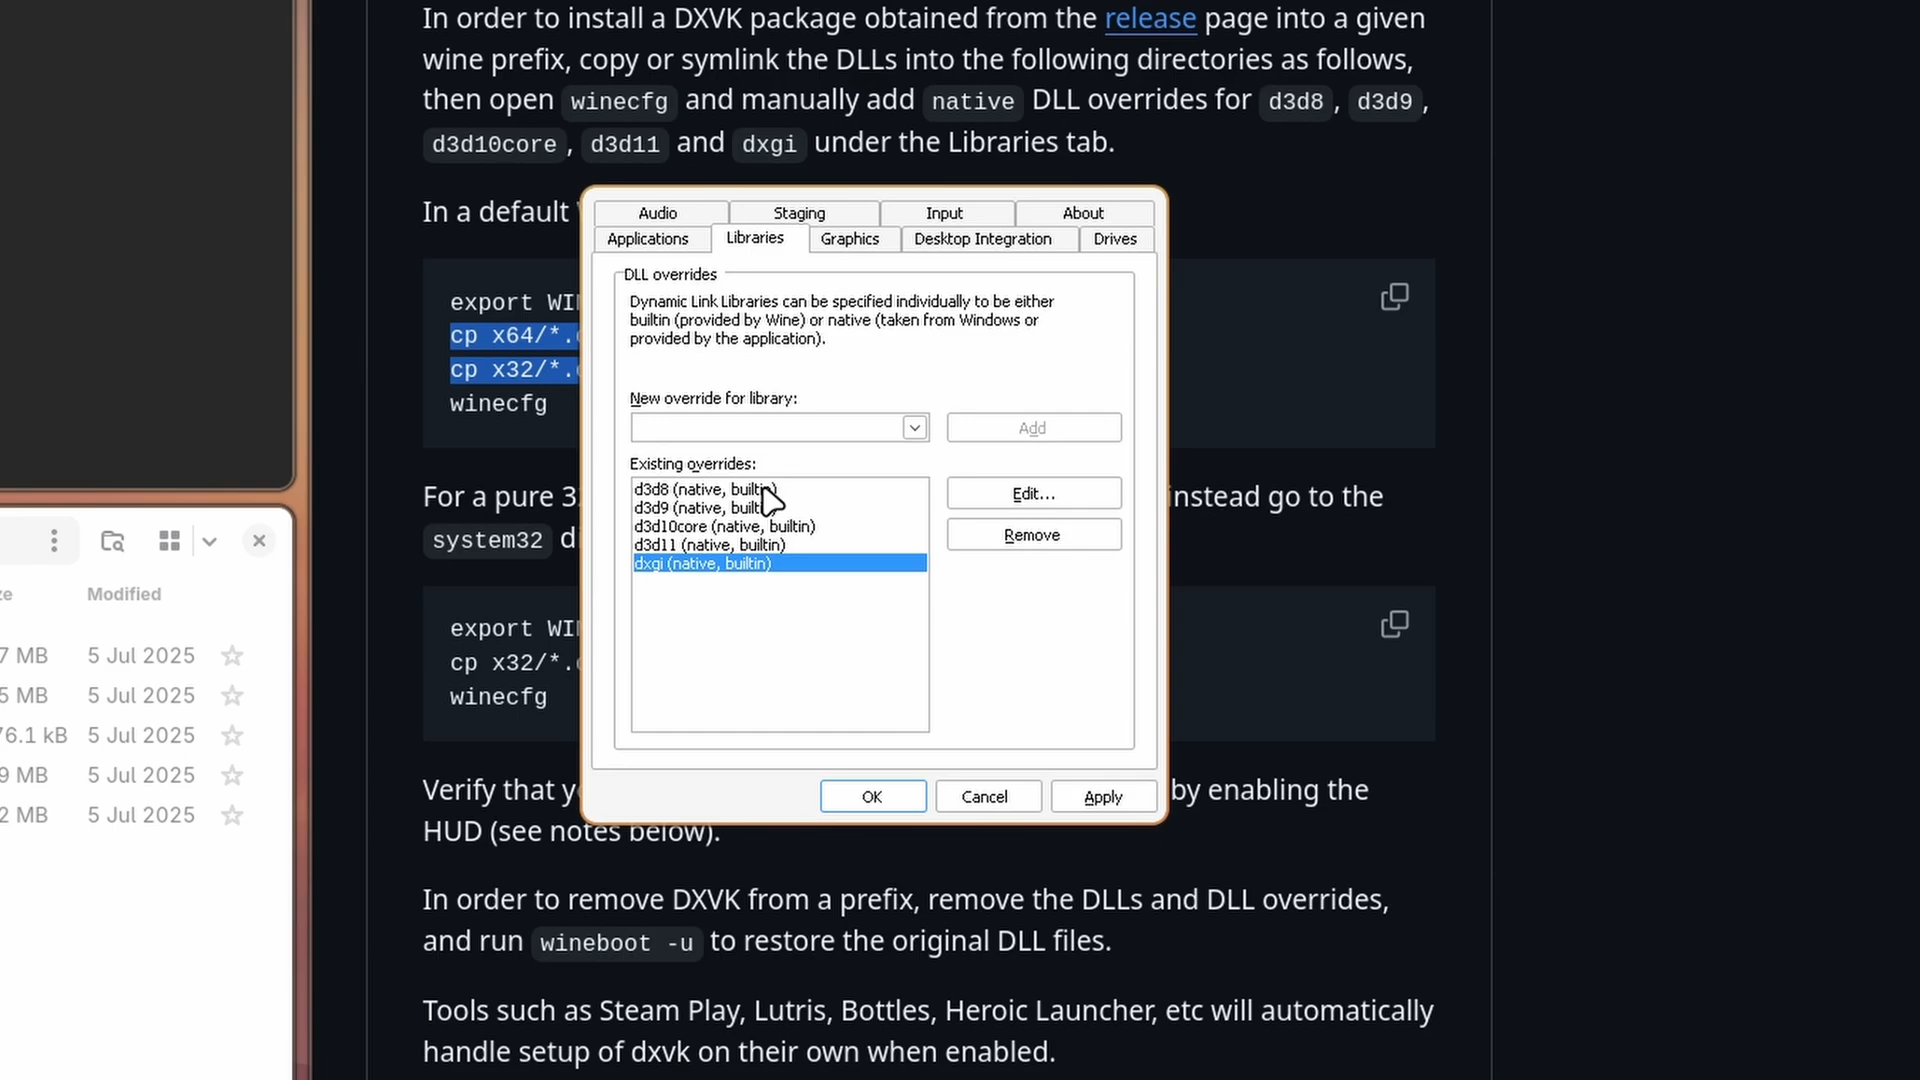 In order to install a DXVK package obtained from the release page into a given
wine prefix, copy or symlink the DLLs into the following directories as follows,
then open winecfg and manually add native DLL overrides for d3d8, d3d9,
d3d10core, d3d11 and dxgi under the Libraries tab.
In a default
export WI
cp x64/*.
cp x32/*.
winecfg
For a pure 3 instead go to the
system32 di
export WI
cp x32/*.
winecfg
Verify that by enabling the
HUD (see notes below).
In order to remove DXVK from a prefix, remove the DLLs and DLL overrides,
and run wineboot -u to restore the original DLL files.
Tools such as Steam Play, Lutris, Bottles, Heroic Launcher, etc will automatically
handle setup of dxvk on their own when enabled.
Audio Staging Input About
Applications Libraries Graphics Desktop Integration Drives
DLL overrides
Dynamic Link Libraries can be specified individually to be either
builtin (provided by Wine) or native (taken from Windows or
provided by the application).
New override for library:
Add
Existing overrides:
d3d8 (native, builtin)
d3d9 (native, builtin)
d3d10core (native, builtin)
d3d11 (native, builtin)
dxgi (native, builtin)
Edit...
Remove
OK Cancel Apply
ze Modified
7 MB 5 Jul 2025
5 MB 5 Jul 2025
76.1 kB 5 Jul 2025
9 MB 5 Jul 2025
2 MB 5 Jul 2025